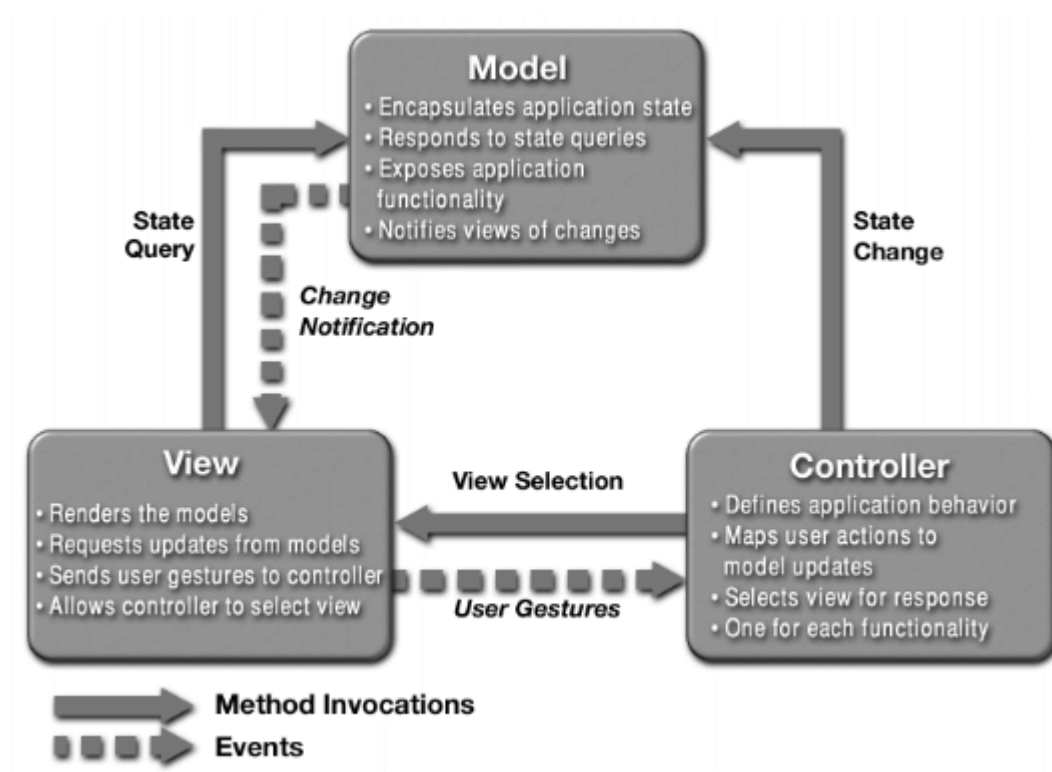 Model
• Encapsulates application state
• Responds to state queries
• Exposes application
functionality
• Notifies views of changes
State
Query
Change
Notification
State
Change
View
• Renders the models
• Requests updates from models
• Sends user gestures to controller
• Allows controller to select view
View Selection
User Gestures
Controller
• Defines application behavior
• Maps user actions to
model updates
• Selects view for response
• One for each functionality
Method Invocations
Events